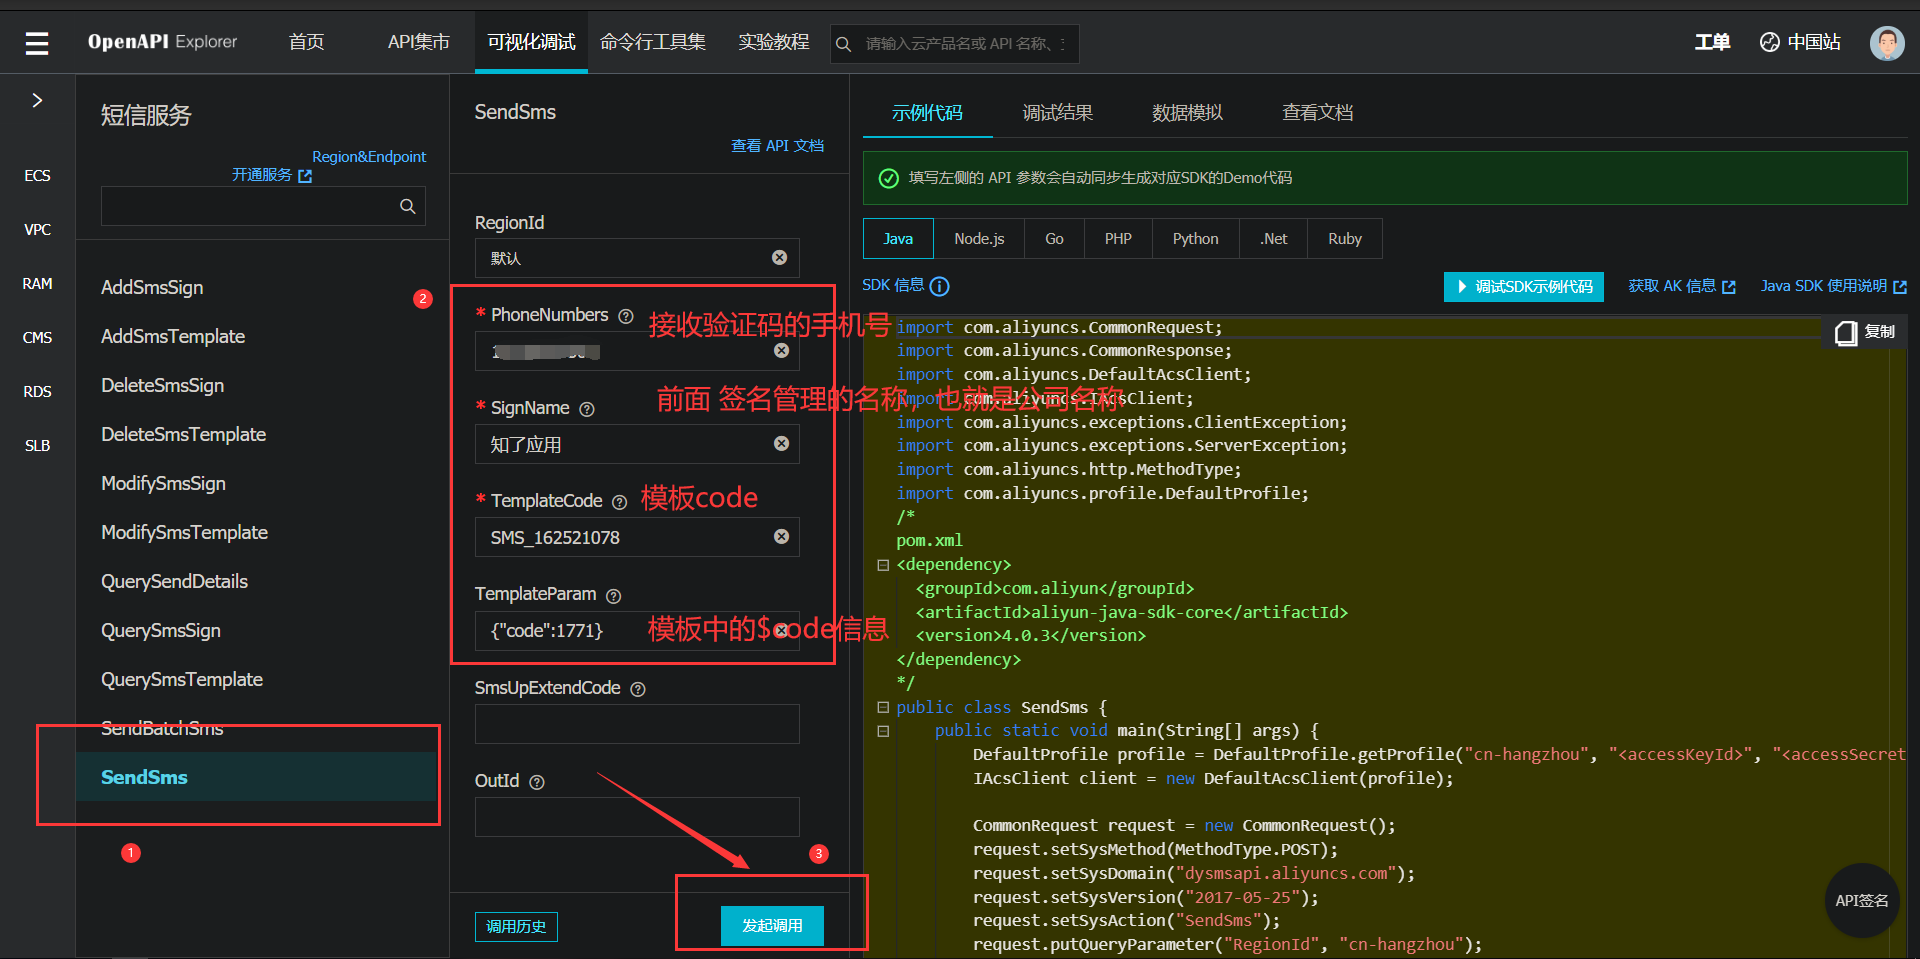 OpenAPI Explorer
首页
API集市
可视化调试
命令行工具集
实验教程
请输入云产品名或 API 名称、
工单
中国站
ECS
VPC
RAM
CMS
RDS
SLB
短信服务
Region&Endpoint
开通服务
AddSmsSign
AddSmsTemplate
DeleteSmsSign
DeleteSmsTemplate
ModifySmsSign
ModifySmsTemplate
QuerySendDetails
QuerySmsSign
QuerySmsTemplate
SendBatchSms
SendSms
1
SendSms
查看 API 文档
RegionId
默认
2
* PhoneNumbers
接收验证码的手机号
* SignName
前面 签名管理的名称，也就是公司名称
知了应用
* TemplateCode
模板code
SMS_162521078
TemplateParam
{"code":1771}
模板中的$code信息
SmsUpExtendCode
OutId
3
调用历史
发起调用
示例代码
调试结果
数据模拟
查看文档
填写左侧的 API 参数会自动同步生成对应SDK的Demo代码
Java
Node.js
Go
PHP
Python
.Net
Ruby
SDK 信息
调试SDK示例代码
获取 AK 信息
Java SDK 使用说明
复制
import com.aliyuncs.CommonRequest;
import com.aliyuncs.CommonResponse;
import com.aliyuncs.DefaultAcsClient;
import com.aliyuncs.IAcsClient;
import com.aliyuncs.exceptions.ClientException;
import com.aliyuncs.exceptions.ServerException;
import com.aliyuncs.http.MethodType;
import com.aliyuncs.profile.DefaultProfile;
/*
pom.xml
<dependency>
  <groupId>com.aliyun</groupId>
  <artifactId>aliyun-java-sdk-core</artifactId>
  <version>4.0.3</version>
</dependency>
*/
public class SendSms {
    public static void main(String[] args) {
        DefaultProfile profile = DefaultProfile.getProfile("cn-hangzhou", "<accessKeyId>", "<accessSecret
        IAcsClient client = new DefaultAcsClient(profile);
        CommonRequest request = new CommonRequest();
        request.setSysMethod(MethodType.POST);
        request.setSysDomain("dysmsapi.aliyuncs.com");
        request.setSysVersion("2017-05-25");
        request.setSysAction("SendSms");
        request.putQueryParameter("RegionId", "cn-hangzhou");
API签名